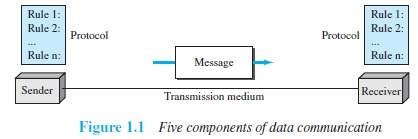 Rule 1:
Rule 2:
...
Rule n:
Protocol
Message
Protocol
Rule 1:
Rule 2:
...
Rule n:
Sender
Transmission medium
Receiver
Figure 1.1 Five components of data communication